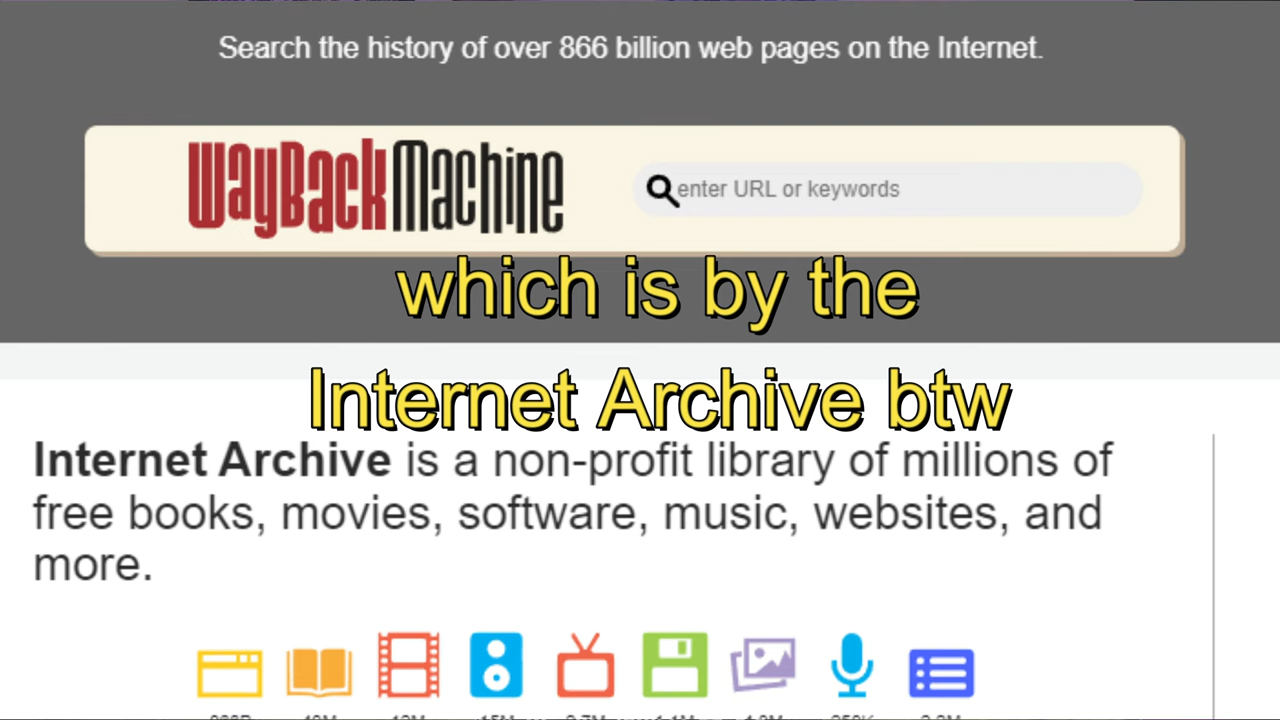 Search the history of over 866 billion web pages on the Internet.
WayBackMachine
enter URL or keywords
which is by the
Internet Archive btw
Internet Archive is a non-profit library of millions of
free books, movies, software, music, websites, and
more.